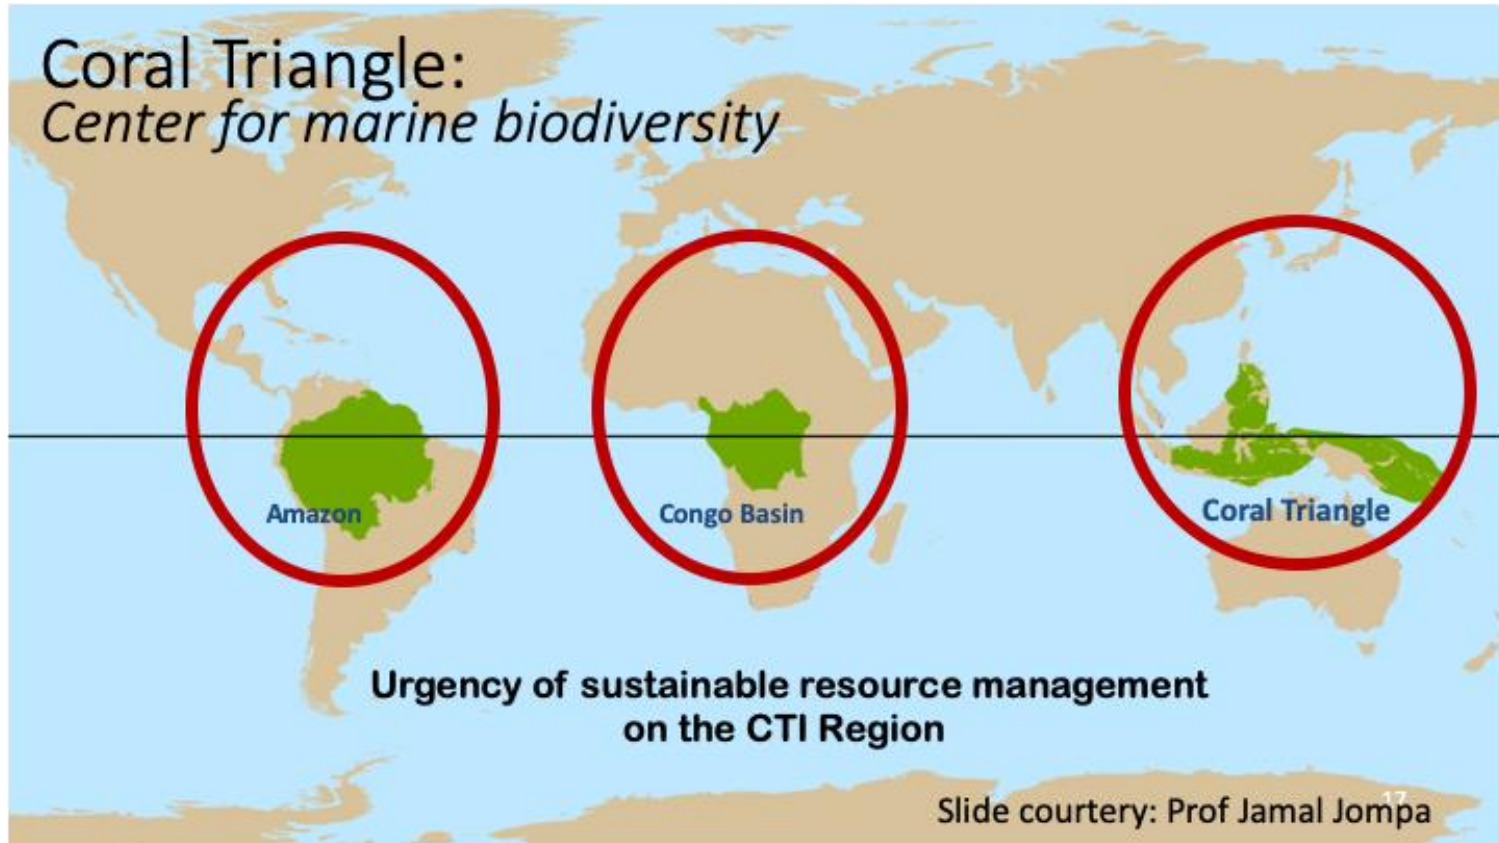 Coral Triangle:
Center for marine biodiversity
Amazon
Congo Basin
Coral Triangle
Urgency of sustainable resource management
on the CTI Region
17
Slide courtery: Prof Jamal Jompa